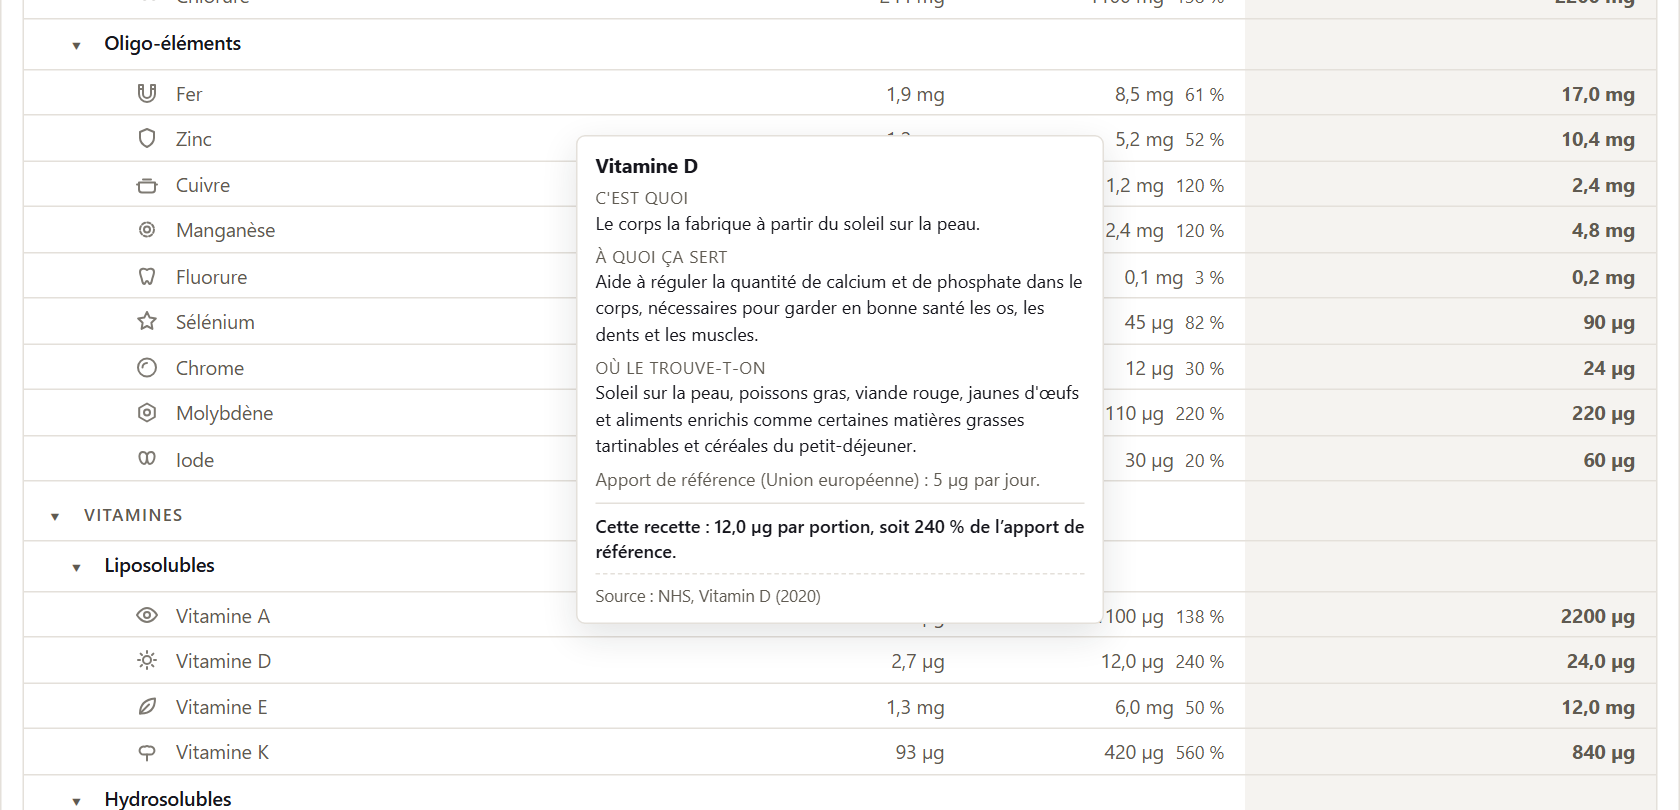 Oligo-éléments
Fer 1,9 mg 8,5 mg 61 % 17,0 mg
Zinc 5,2 mg 52 % 10,4 mg
Cuivre 1,2 mg 120 % 2,4 mg
Manganèse 2,4 mg 120 % 4,8 mg
Fluorure 0,1 mg 3 % 0,2 mg
Sélénium 45 µg 82 % 90 µg
Chrome 12 µg 30 % 24 µg
Molybdène 110 µg 220 % 220 µg
Iode 30 µg 20 % 60 µg
VITAMINES
Liposolubles
Vitamine A 138 % 2200 µg
Vitamine D 2,7 µg 12,0 µg 240 % 24,0 µg
Vitamine E 1,3 mg 6,0 mg 50 % 12,0 mg
Vitamine K 93 µg 420 µg 560 % 840 µg
Hydrosolubles
Vitamine D
C'EST QUOI
Le corps la fabrique à partir du soleil sur la peau.
À QUOI ÇA SERT
Aide à réguler la quantité de calcium et de phosphate dans le
corps, nécessaires pour garder en bonne santé les os, les
dents et les muscles.
OÙ LE TROUVE-T-ON
Soleil sur la peau, poissons gras, viande rouge, jaunes d'œufs
et aliments enrichis comme certaines matières grasses
tartinables et céréales du petit-déjeuner.
Apport de référence (Union européenne) : 5 µg par jour.
Cette recette : 12,0 µg par portion, soit 240 % de l’apport de
référence.
Source : NHS, Vitamin D (2020)